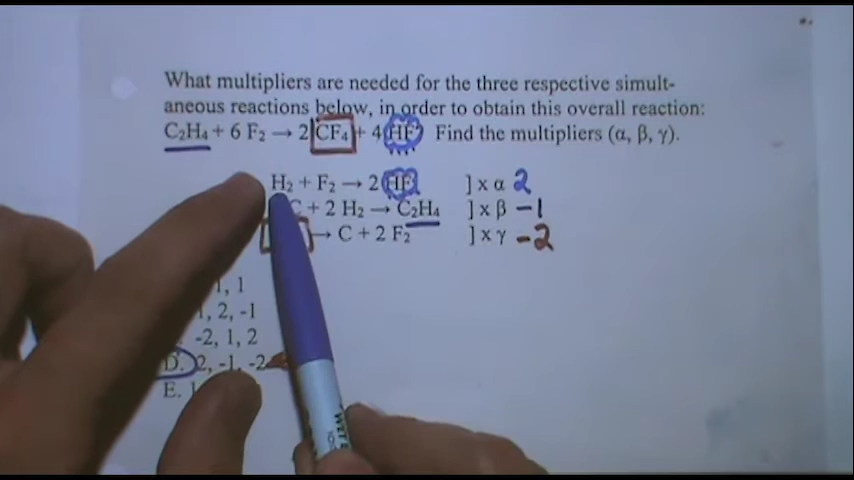 What multipliers are needed for the three respective simult-
aneous reactions below, in order to obtain this overall reaction:
C₂H₄ + 6 F₂ → 2 CF₄ + 4 HF? Find the multipliers (α, β, γ).
H₂ + F₂ → 2 HF ] x α 2
C + 2 H₂ → C₂H₄ ] x β -1
→ C + 2 F₂ ] x γ -2
1, 1
1, 2, -1
-2, 1, 2
D. 2, -1, -2
E.